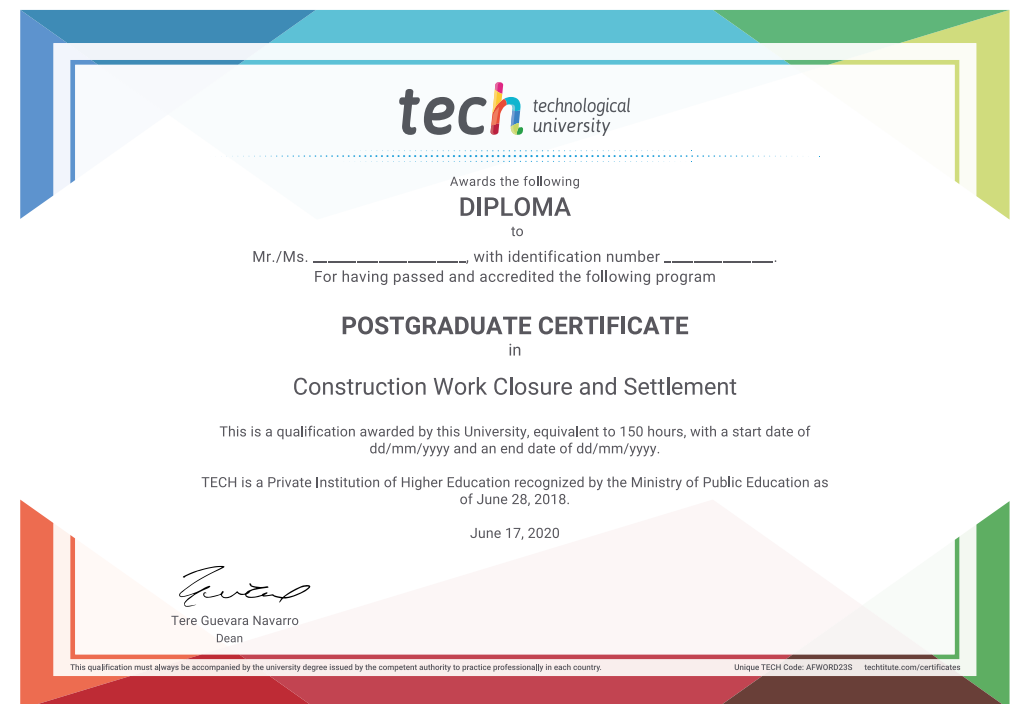 tech technological
university
Awards the following
DIPLOMA
to
Mr./Ms. ____________________, with identification number ______________.
For having passed and accredited the following program
POSTGRADUATE CERTIFICATE
in
Construction Work Closure and Settlement
This is a qualification awarded by this University, equivalent to 150 hours, with a start date of
dd/mm/yyyy and an end date of dd/mm/yyyy.
TECH is a Private Institution of Higher Education recognized by the Ministry of Public Education as
of June 28, 2018.
June 17, 2020
Tere Guevara Navarro
Dean
This qualification must always be accompanied by the university degree issued by the competent authority to practice professionally in each country. Unique TECH Code: AFWORD23S techtitute.com/certificates